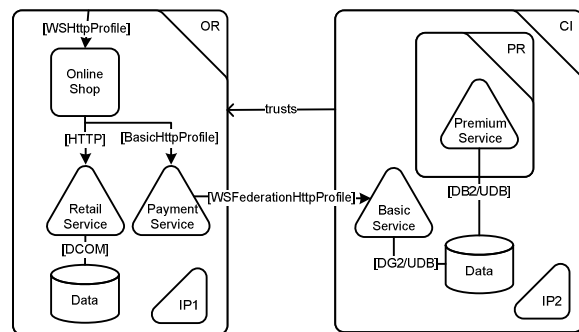 [WSHttpProfile]
OR
CI
PR
Online
Shop
[HTTP]
[BasicHttpProfile]
trusts
Premium
Service
Retail
Service
Payment
Service
[WSFederationHttpProfile]
Basic
Service
[DB2/UDB]
[DCOM]
[DG2/UDB]
Data
Data
IP1
IP2